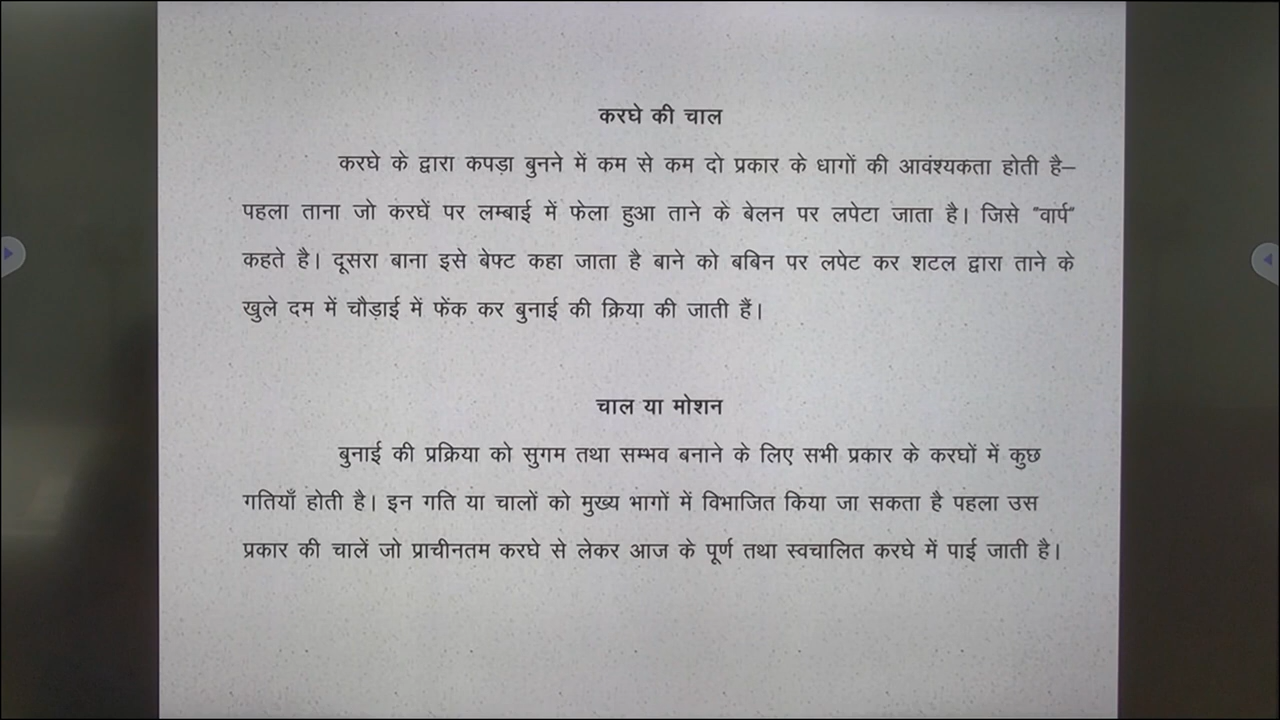 करघे की चाल
करघे के द्वारा कपड़ा बुनने में कम से कम दो प्रकार के धागों की आवंश्यकता होती है–
पहला ताना जो करघें पर लम्बाई में फेला हुआ ताने के बेलन पर लपेटा जाता है। जिसे "वार्प"
कहते है। दूसरा बाना इसे बेफ्ट कहा जाता है बाने को बबिन पर लपेट कर शटल द्वारा ताने के
खुले दम में चौड़ाई में फेंक कर बुनाई की क्रिया की जाती हैं।
चाल या मोशन
बुनाई की प्रक्रिया को सुगम तथा सम्भव बनाने के लिए सभी प्रकार के करघों में कुछ
गतियाँ होती है। इन गति या चालों को मुख्य भागों में विभाजित किया जा सकता है पहला उस
प्रकार की चालें जो प्राचीनतम करघे से लेकर आज के पूर्ण तथा स्वचालित करघे में पाई जाती है।